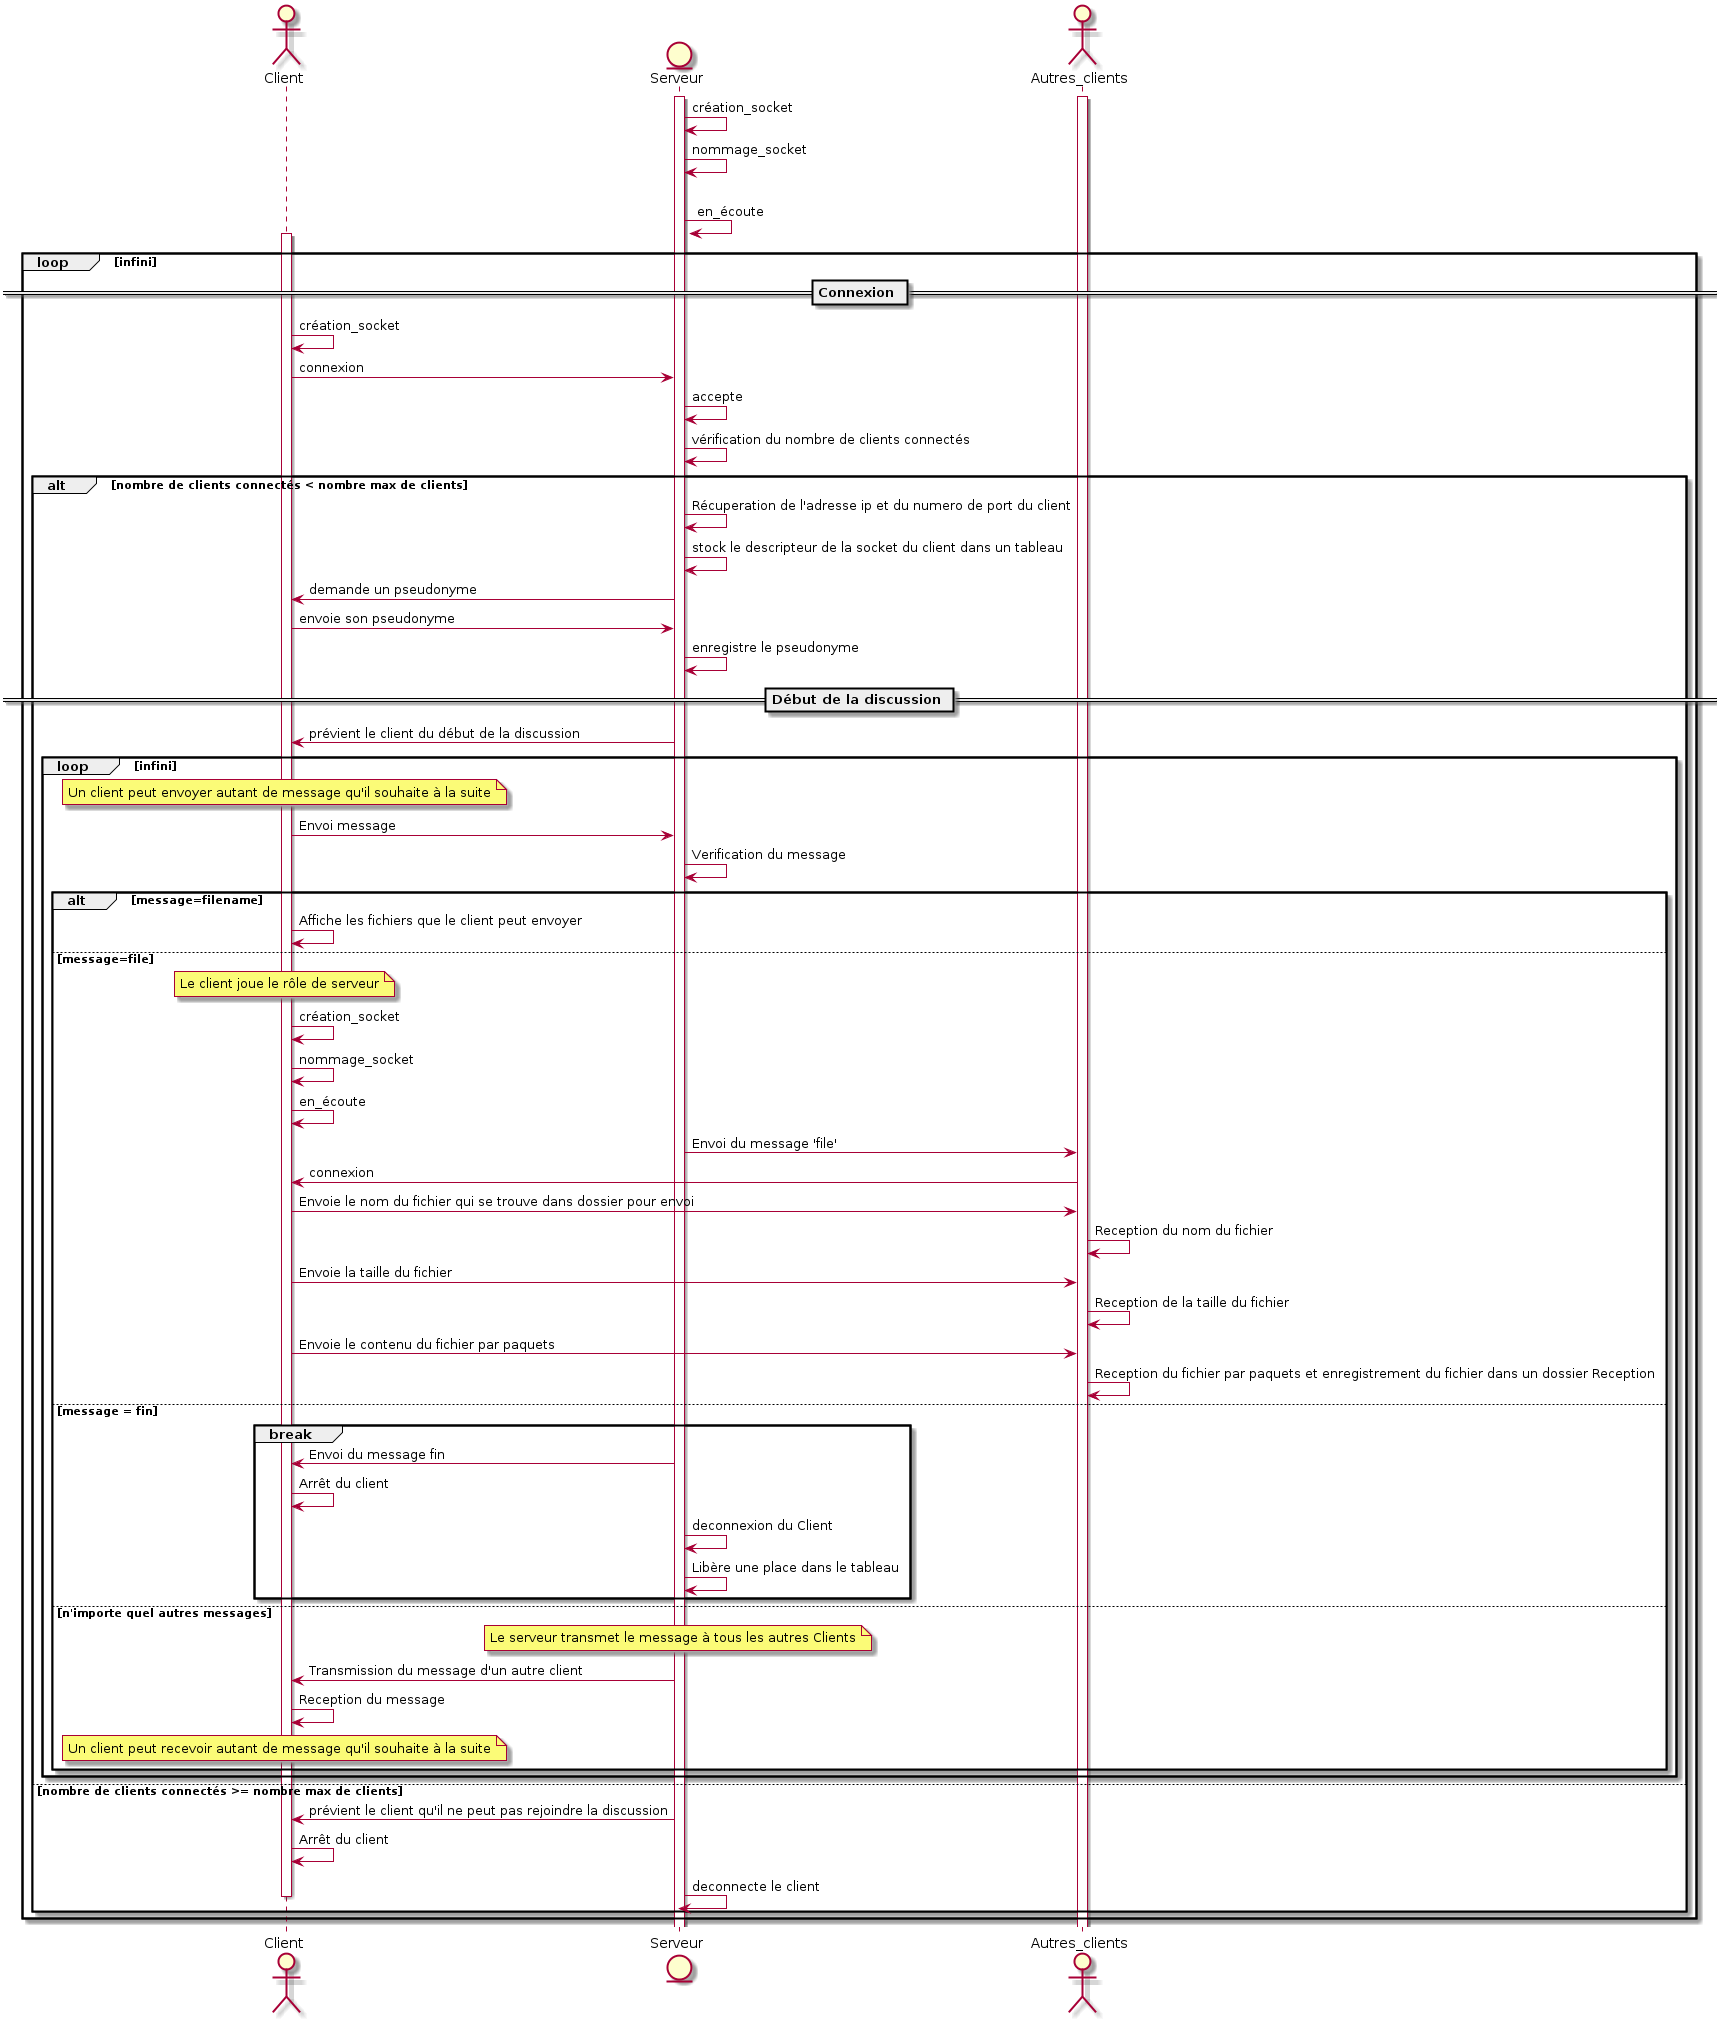 Client
Serveur
Autres_clients
création_socket
nommage_socket
en_écoute
loop [infini]
Connexion
création_socket
connexion
accepte
vérification du nombre de clients connectés
alt [nombre de clients connectés < nombre max de clients]
Récuperation de l'adresse ip et du numero de port du client
stock le descripteur de la socket du client dans un tableau
demande un pseudonyme
envoie son pseudonyme
enregistre le pseudonyme
Début de la discussion
prévient le client du début de la discussion
loop [infini]
Un client peut envoyer autant de message qu'il souhaite à la suite
Envoi message
Verification du message
alt [message=filename]
Affiche les fichiers que le client peut envoyer
[message=file]
Le client joue le rôle de serveur
création_socket
nommage_socket
en_écoute
Envoi du message 'file'
connexion
Envoie le nom du fichier qui se trouve dans dossier pour envoi
Reception du nom du fichier
Envoie la taille du fichier
Reception de la taille du fichier
Envoie le contenu du fichier par paquets
Reception du fichier par paquets et enregistrement du fichier dans un dossier Reception
[message = fin]
break
Envoi du message fin
Arrêt du client
deconnexion du Client
Libère une place dans le tableau
[n'importe quel autres messages]
Le serveur transmet le message à tous les autres Clients
Transmission du message d'un autre client
Reception du message
Un client peut recevoir autant de message qu'il souhaite à la suite
[nombre de clients connectés >= nombre max de clients]
prévient le client qu'il ne peut pas rejoindre la discussion
Arrêt du client
deconnecte le client
Client
Serveur
Autres_clients